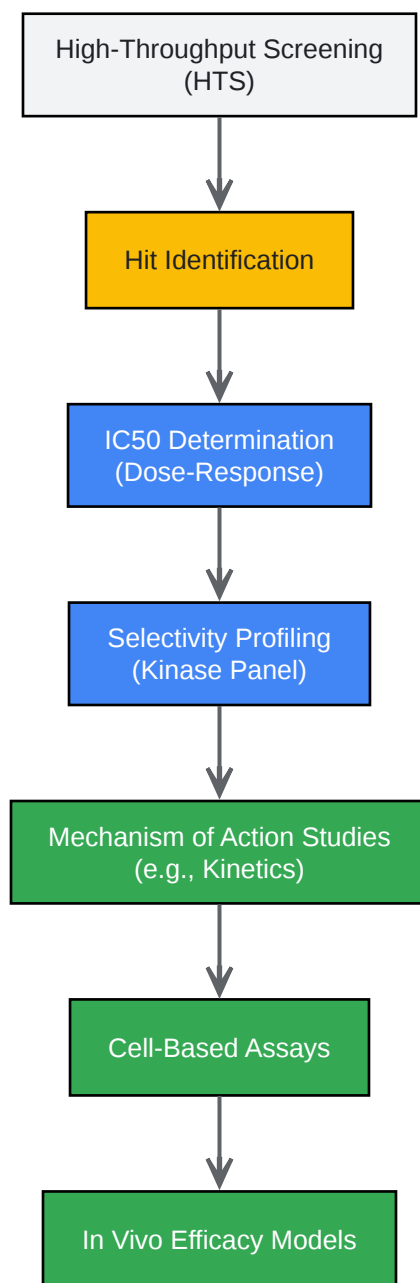 High-Throughput Screening
(HTS)
Hit Identification
IC50 Determination
(Dose-Response)
Selectivity Profiling
(Kinase Panel)
Mechanism of Action Studies
(e.g., Kinetics)
Cell-Based Assays
In Vivo Efficacy Models